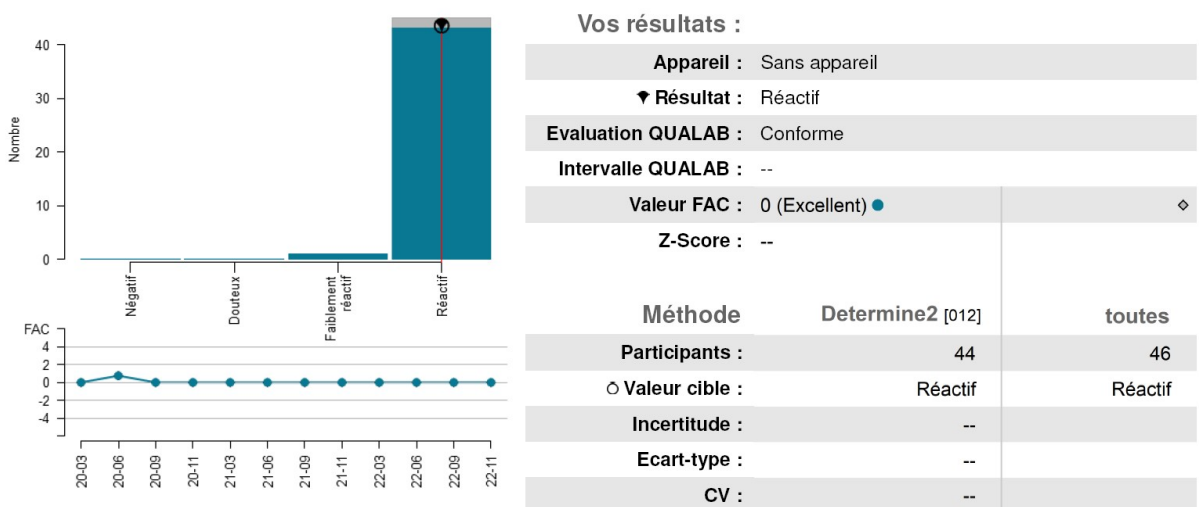 40
30
20
10
0
Nombre
Négatif
Douteux
Faiblement
réactif
Réactif
FAC
4
2
0
-2
-4
20-03
20-06
20-09
20-11
21-03
21-06
21-09
21-11
22-03
22-06
22-09
22-11
Vos résultats :
Appareil : Sans appareil
Résultat : Réactif
Evaluation QUALAB : Conforme
Intervalle QUALAB : --
Valeur FAC : 0 (Excellent)
Z-Score : --
Méthode Determine2 [012] toutes
Participants : 44 46
Valeur cible : Réactif Réactif
Incertitude : --
Ecart-type : --
CV : --